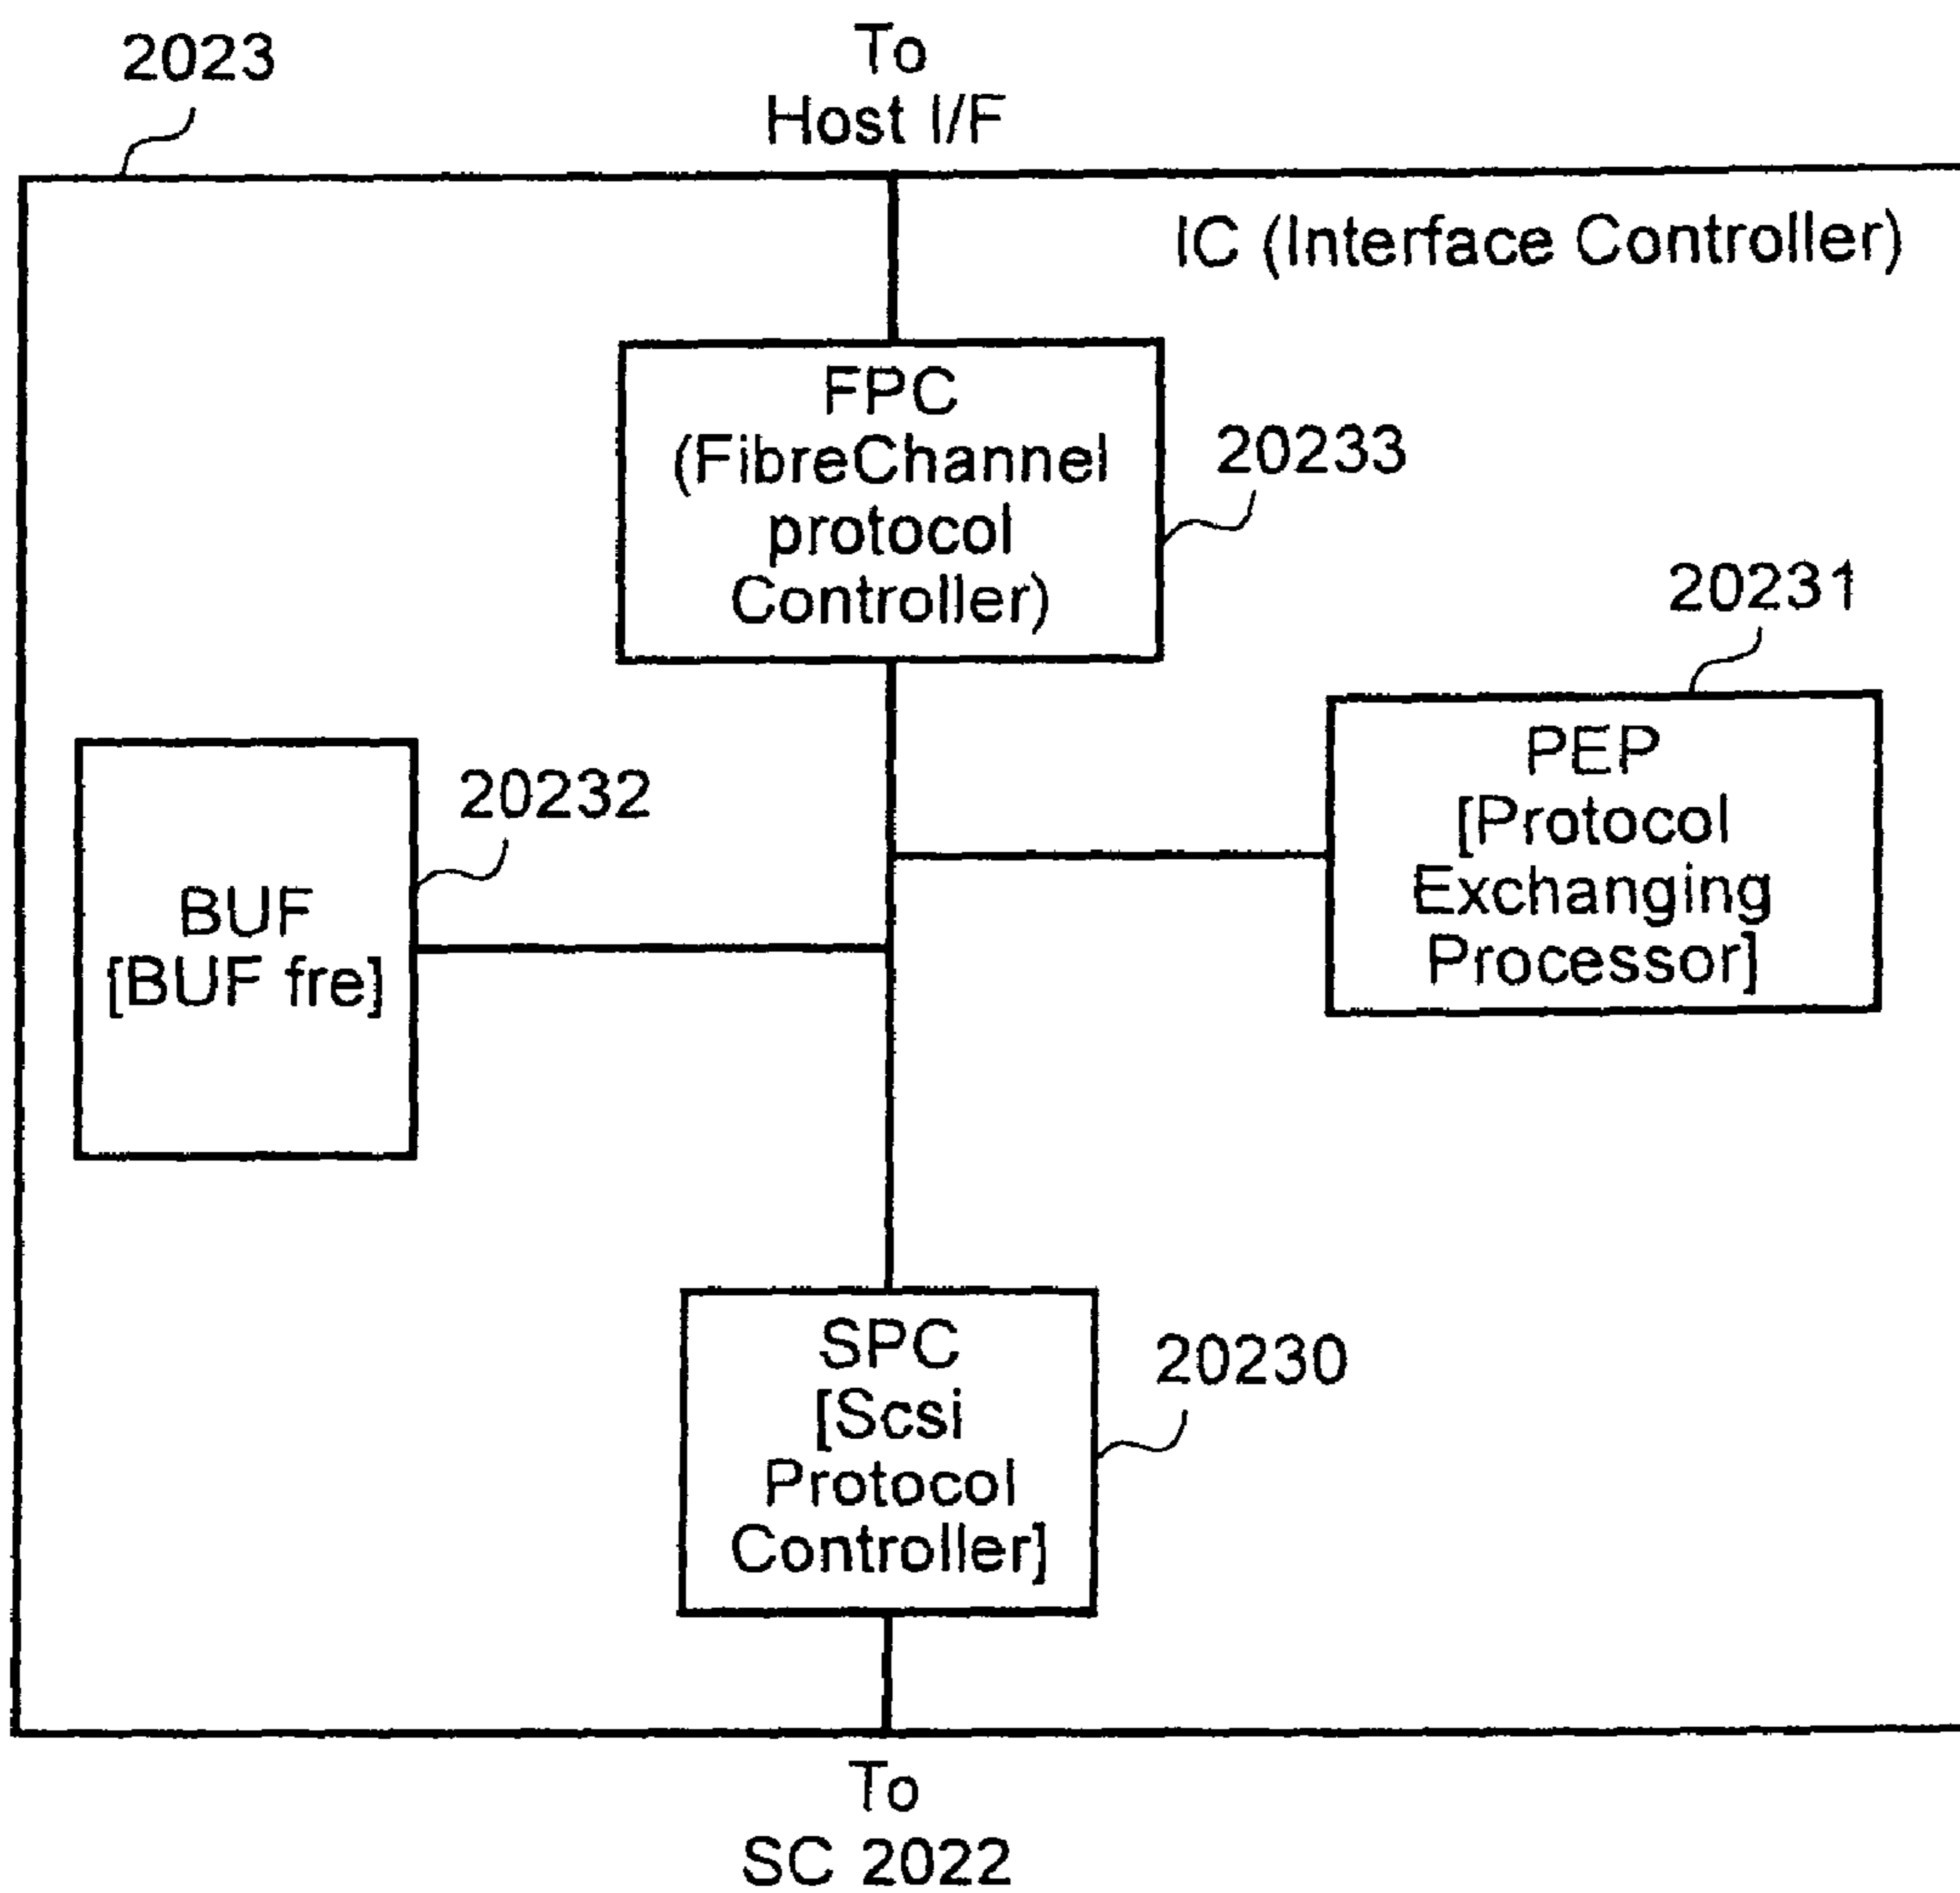 2023
To
Host I/F
IC (Interface Controller)
FPC
(FibreChannel
protocol
Controller)
20233
20231
PEP
[Protocol
Exchanging
Processor]
20232
BUF
[BUF fre]
SPC
[Scsi
Protocol
Controller]
20230
To
SC 2022